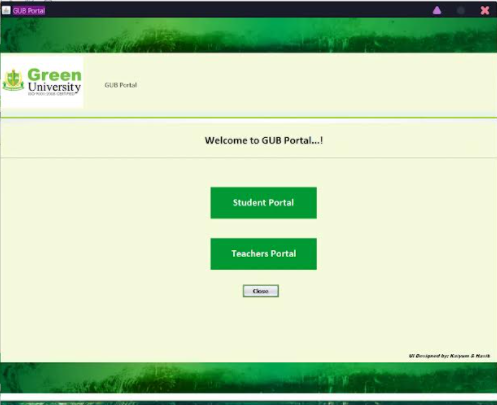 GUB Portal
Green
University
GUB Portal
Welcome to GUB Portal...!
Student Portal
Teachers Portal
Close
UI Designed by: Kaiyum & Hasib